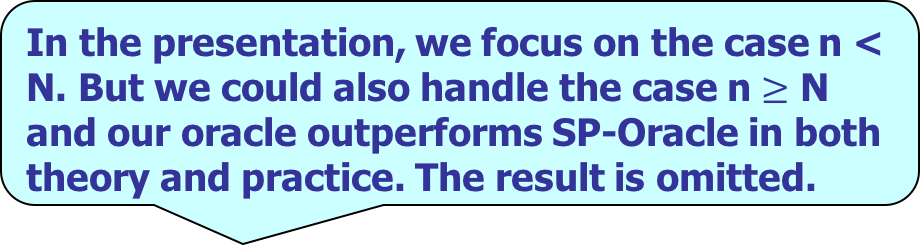 In the presentation, we focus on the case n <
N. But we could also handle the case n ≥ N
and our oracle outperforms SP-Oracle in both
theory and practice. The result is omitted.